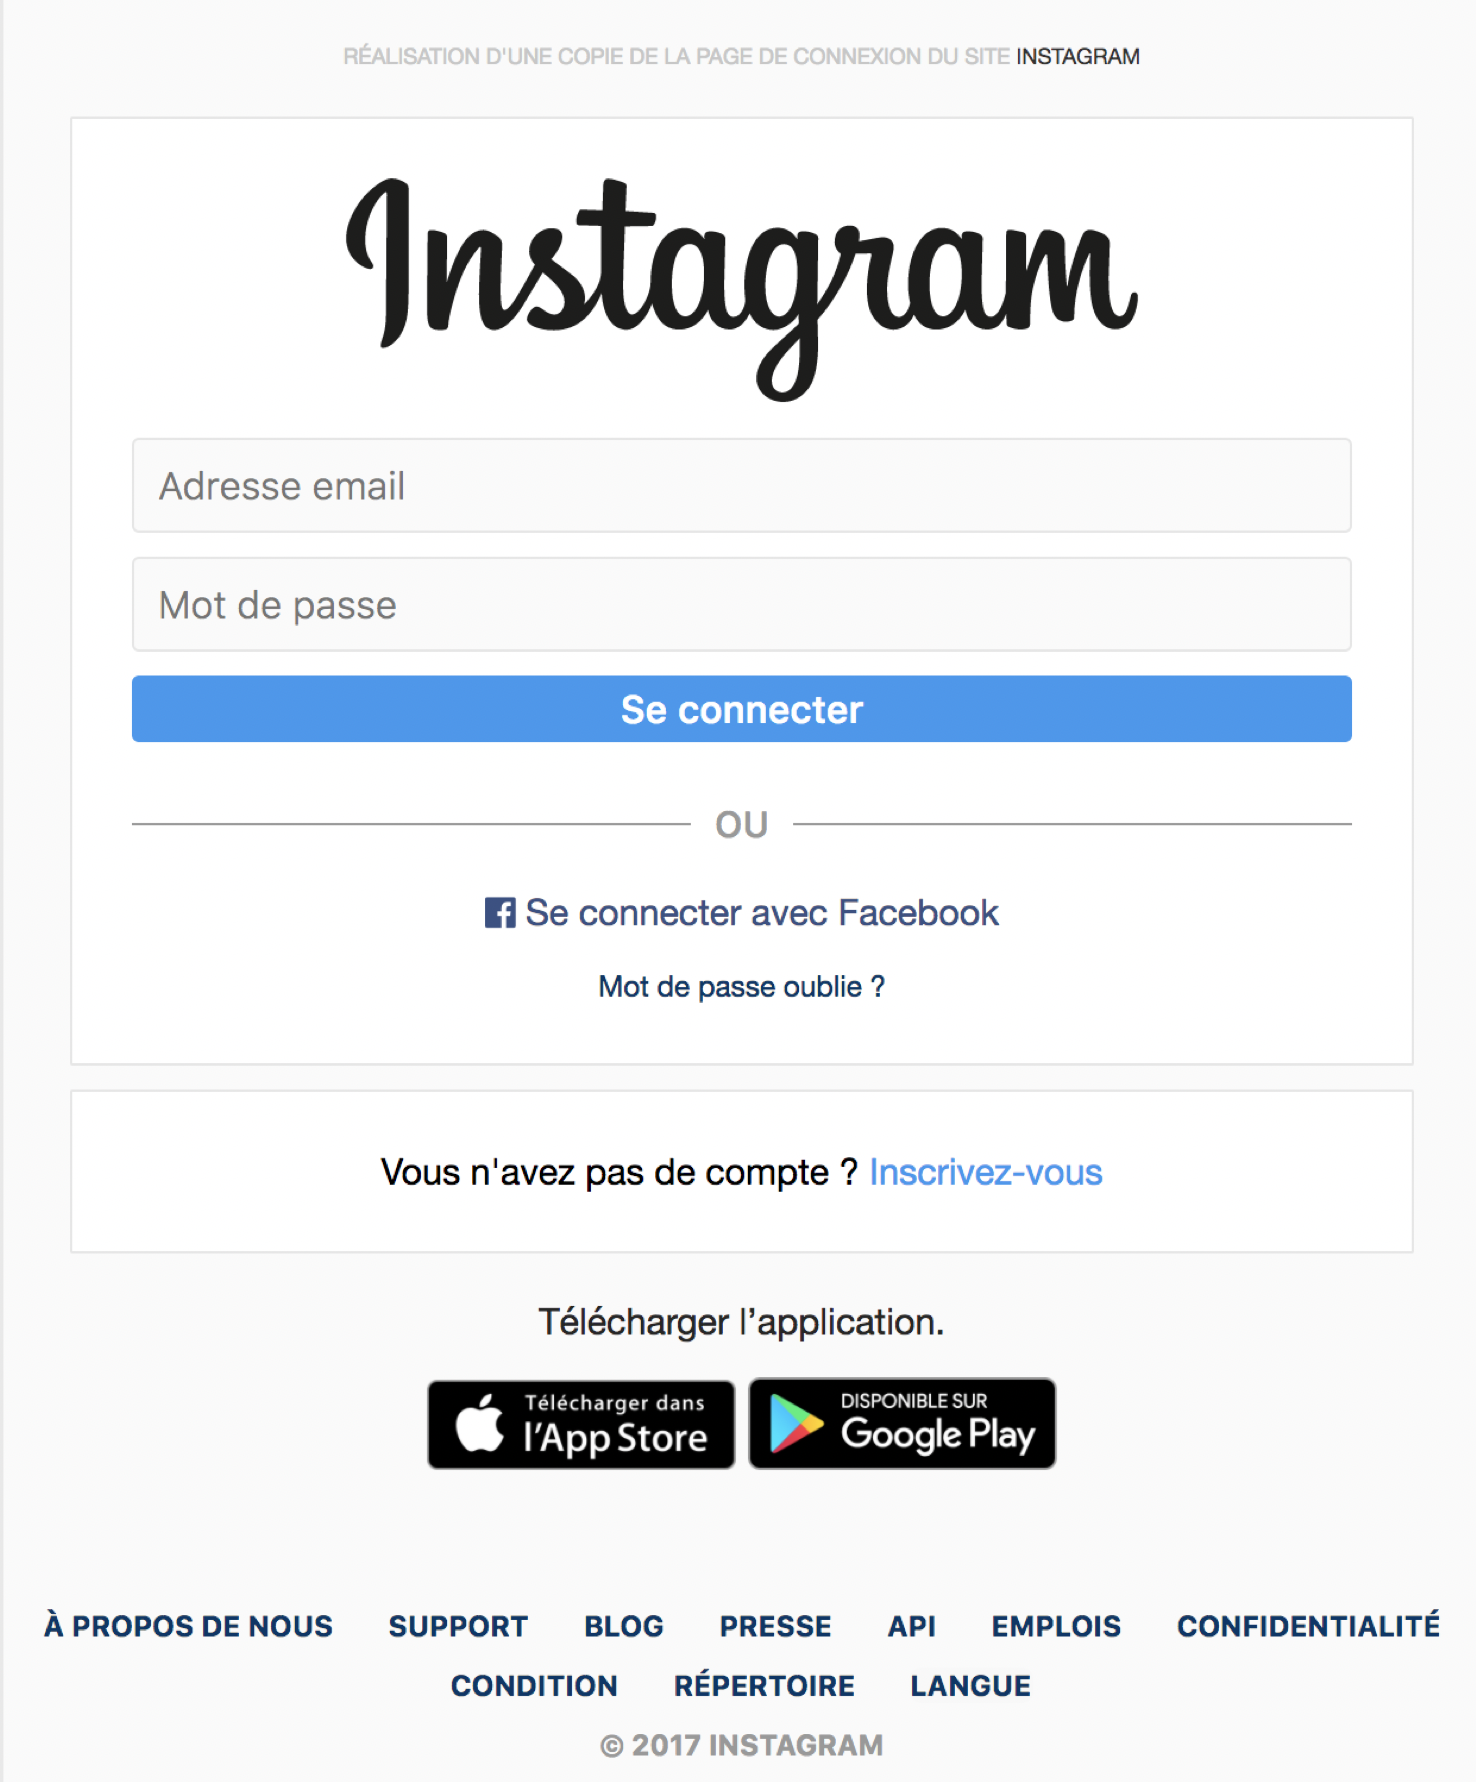 RÉALISATION D'UNE COPIE DE LA PAGE DE CONNEXION DU SITE INSTAGRAM
Instagram
Adresse email
Mot de passe
Se connecter
OU
Se connecter avec Facebook
Mot de passe oublie ?
Vous n'avez pas de compte ? Inscrivez-vous
Télécharger l’application.
Télécharger dans
l’App Store
DISPONIBLE SUR
Google Play
À PROPOS DE NOUS SUPPORT BLOG PRESSE API EMPLOIS CONFIDENTIALITÉ
CONDITION RÉPERTOIRE LANGUE
© 2017 INSTAGRAM